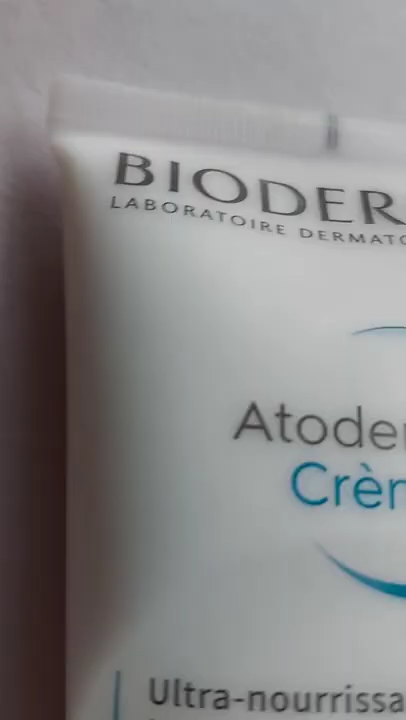 BIODER
LABORATOIRE DERMATO
Atoder
Crèm
Ultra-nourrissa